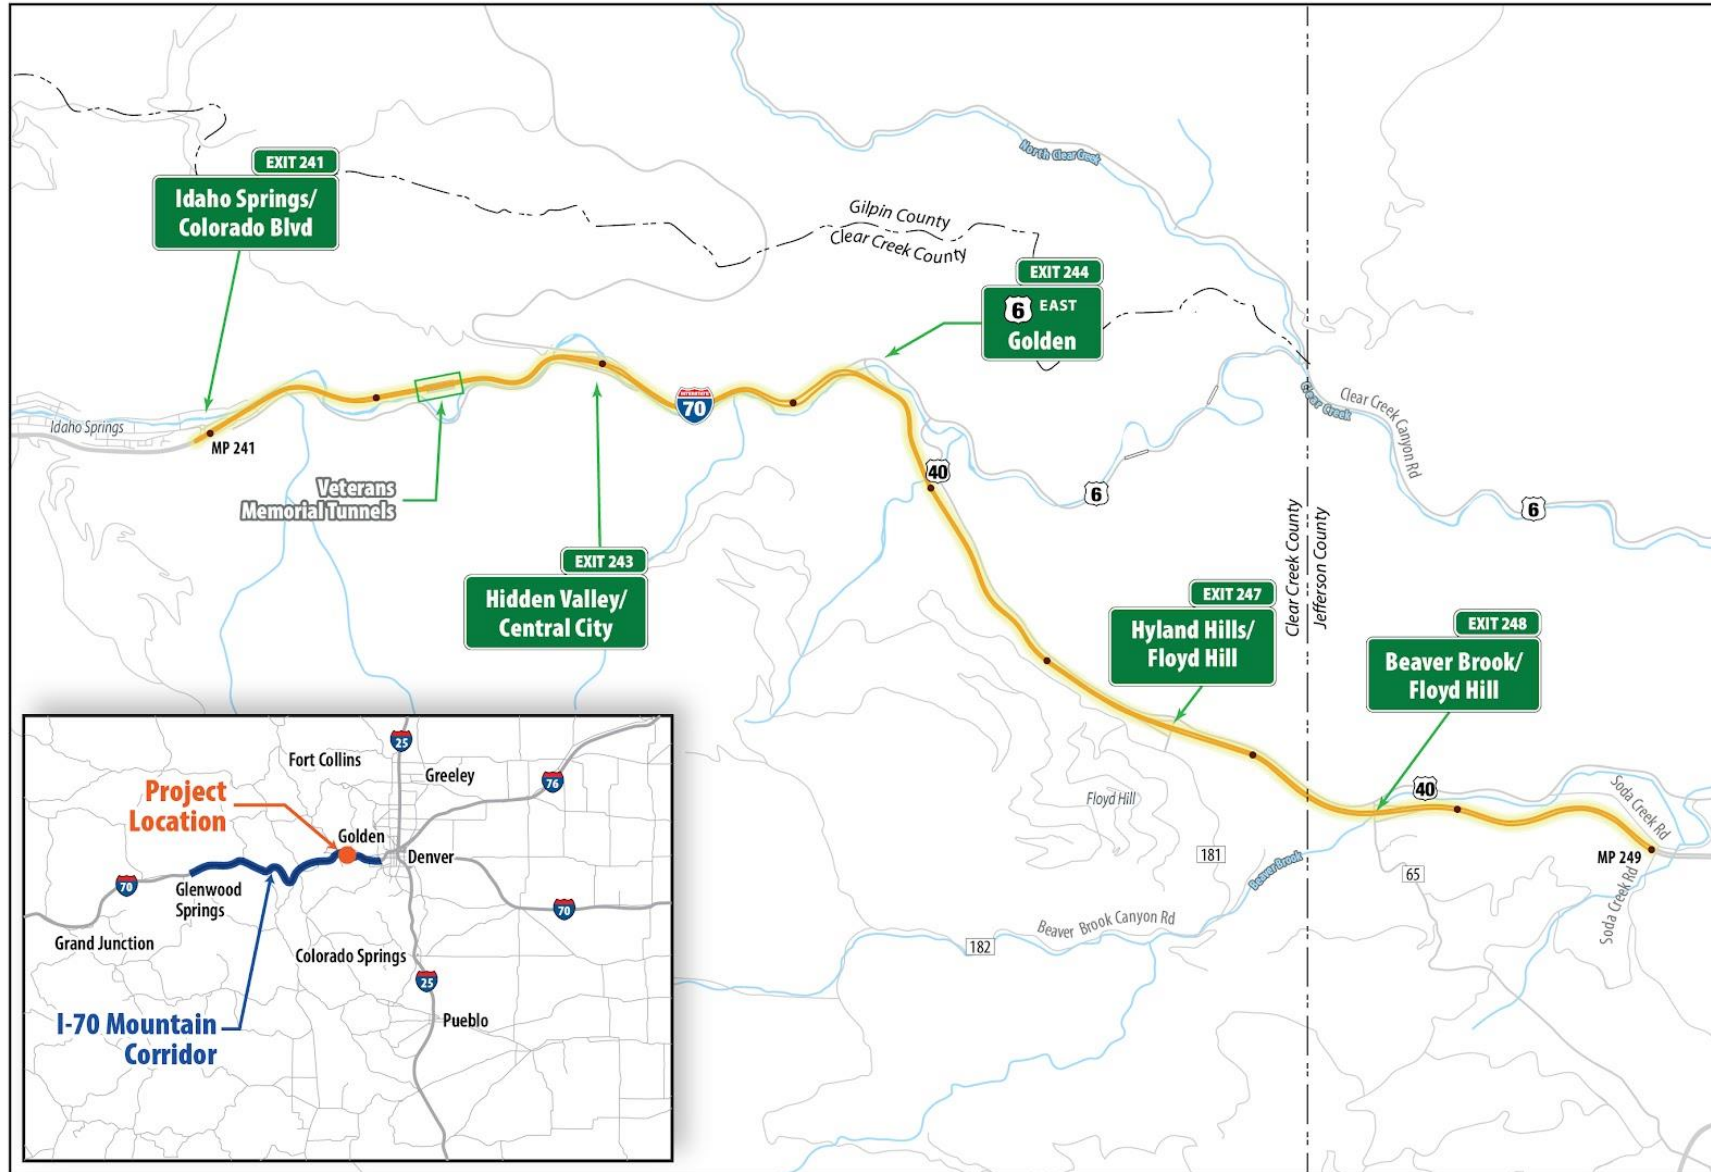 North Clear Creek
EXIT 241
Idaho Springs/
Colorado Blvd
Gilpin County
Clear Creek County
EXIT 244
6 EAST
Golden
INTERSTATE
70
Idaho Springs
MP 241
Veterans
Memorial Tunnels
40
6
Clear Creek
Clear Creek Canyon Rd
6
EXIT 243
Hidden Valley/
Central City
Clear Creek County
Jefferson County
EXIT 247
Hyland Hills/
Floyd Hill
EXIT 248
Beaver Brook/
Floyd Hill
Floyd Hill
40
Soda Creek Rd
MP 249
Soda Creek Rd
181
65
Beaver Brook
Beaver Brook Canyon Rd
182
25
Fort Collins
Greeley
76
Project
Location
Golden
Denver
70
Glenwood
Springs
70
Grand Junction
Colorado Springs
25
I-70 Mountain
Corridor
Pueblo